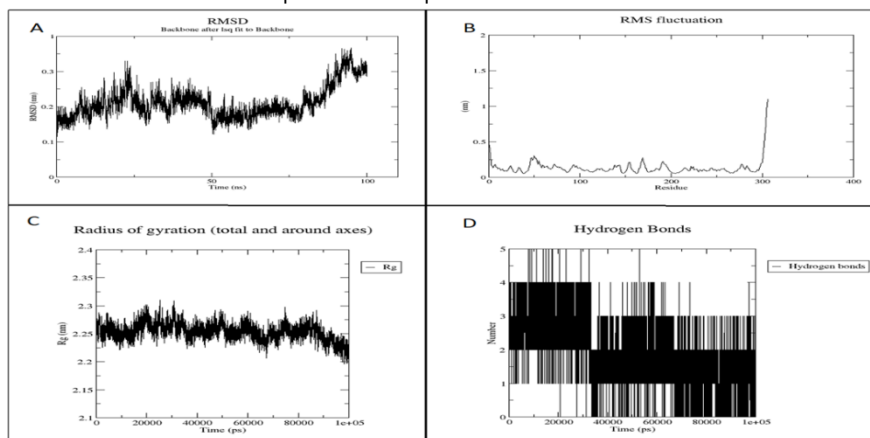 A
RMSD
Backbone after lsq fit to Backbone
RMSD (nm)
1
0.3
0.2
0.1
0
0
50
100
Time (ns)
B
RMS fluctuation
(nm)
2
1.5
1
0.5
0
0
100
200
300
400
Residue
C
Radius of gyration (total and around axes)
Rg
Rg (nm)
2.4
2.3
2.25
2.2
2.1
0
20000
40000
60000
80000
1e+05
Time (ps)
D
Hydrogen Bonds
Hydrogen bonds
Number
5
4
3
2
1
0
20000
40000
60000
80000
1e+05
Time (ps)